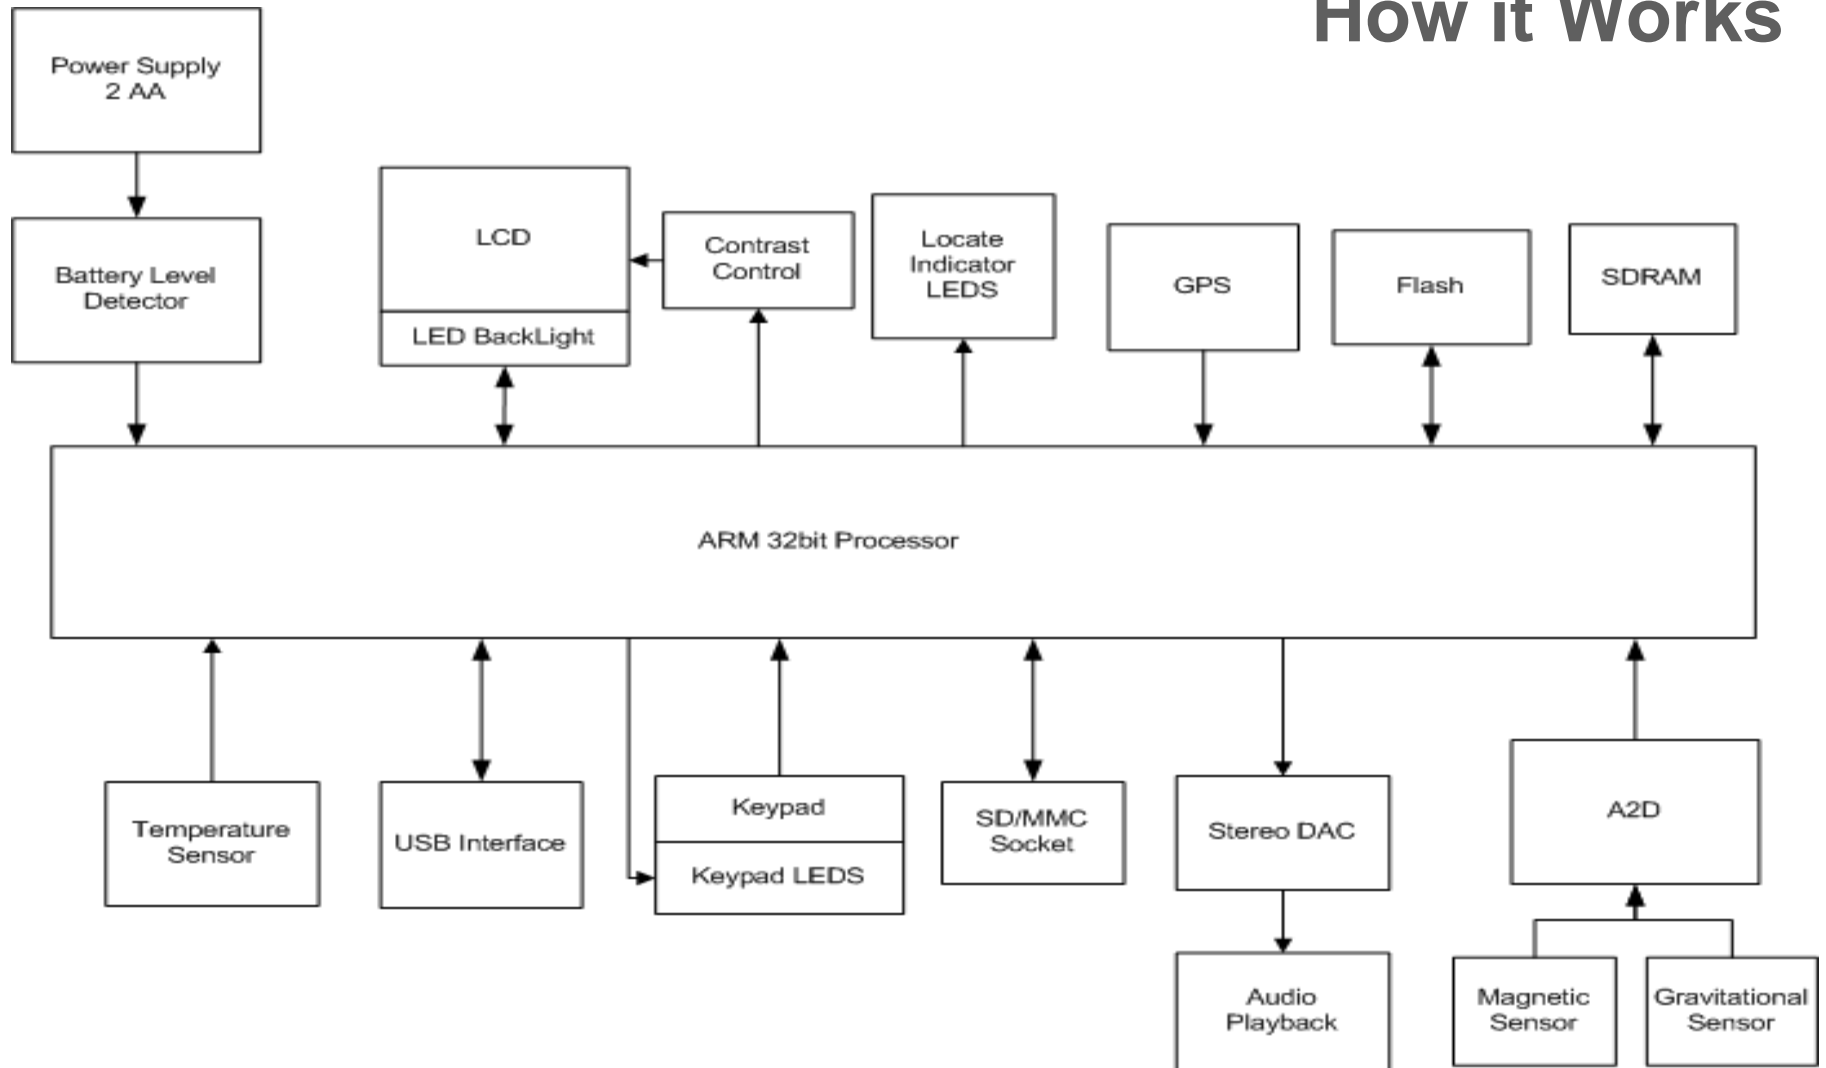 How it Works
Power Supply
2 AA
Battery Level
Detector
LCD
LED BackLight
Contrast
Control
Locate
Indicator
LEDS
GPS
Flash
SDRAM
ARM 32bit Processor
Temperature
Sensor
USB Interface
Keypad
Keypad LEDS
SD/MMC
Socket
Stereo DAC
Audio
Playback
A2D
Magnetic
Sensor
Gravitational
Sensor